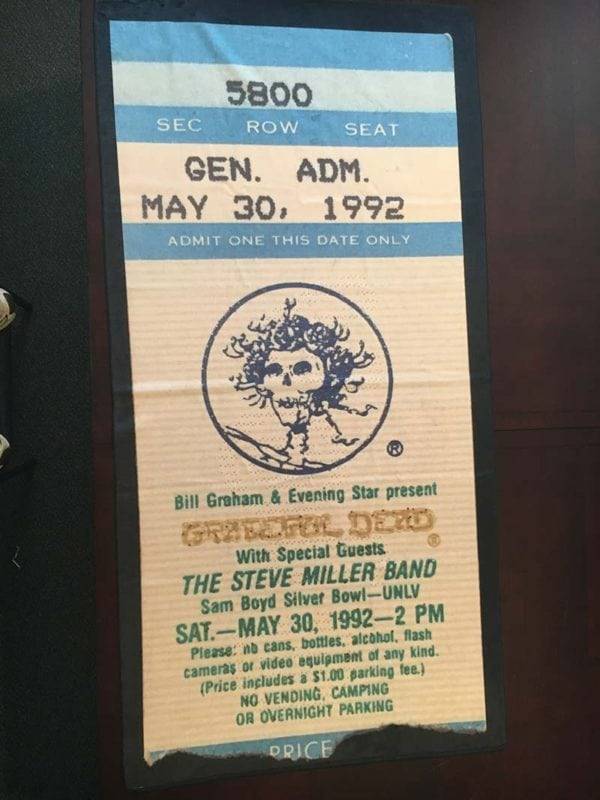 5800
SEC ROW SEAT
GEN. ADM.
MAY 30, 1992
ADMIT ONE THIS DATE ONLY
®
Bill Graham & Evening Star present
GRATEFUL DEAD®
With Special Guests
THE STEVE MILLER BAND
Sam Boyd Silver Bowl—UNLV
SAT.—MAY 30, 1992—2 PM
Please: no cans, bottles, alcohol, flash
cameras or video equipment of any kind.
(Price includes a $1.00 parking fee.)
NO VENDING, CAMPING
OR OVERNIGHT PARKING
PRICE